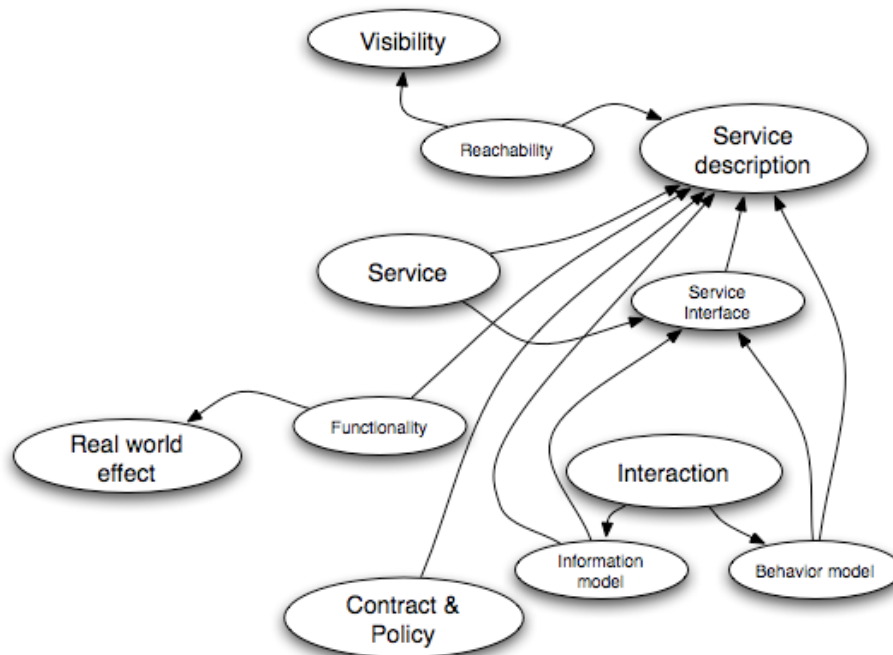 Visibility
Reachability
Service
description
Service
Service
Interface
Functionality
Real world
effect
Interaction
Information
model
Behavior model
Contract &
Policy